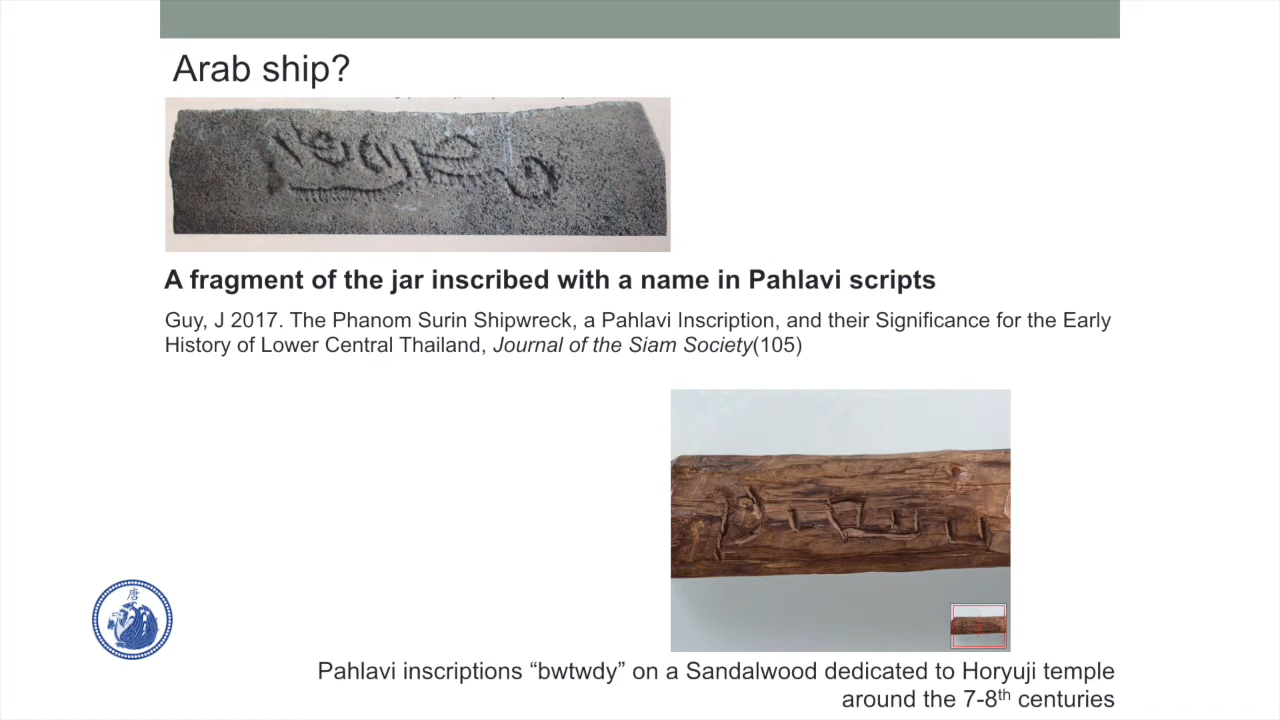 Arab ship?
A fragment of the jar inscribed with a name in Pahlavi scripts
Guy, J 2017. The Phanom Surin Shipwreck, a Pahlavi Inscription, and their Significance for the Early
History of Lower Central Thailand, Journal of the Siam Society(105)
唐
Pahlavi inscriptions “bwtwdy” on a Sandalwood dedicated to Horyuji temple
around the 7-8th centuries